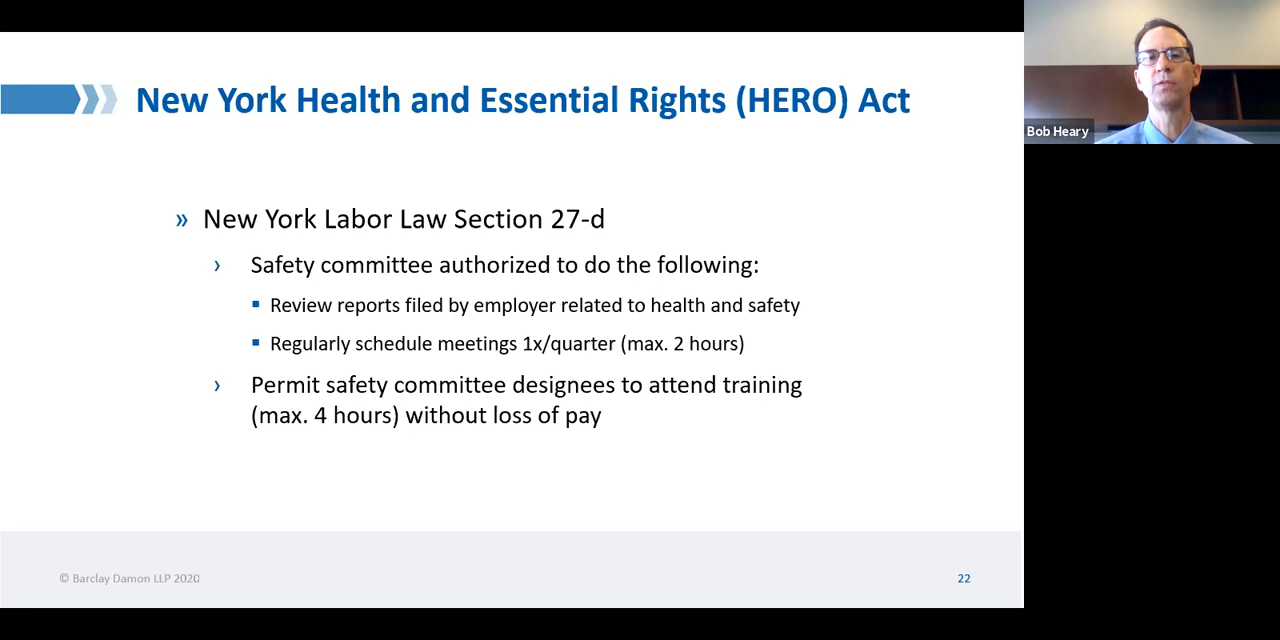 New York Health and Essential Rights (HERO) Act
Bob Heary
» New York Labor Law Section 27-d
› Safety committee authorized to do the following:
▪ Review reports filed by employer related to health and safety
▪ Regularly schedule meetings 1x/quarter (max. 2 hours)
› Permit safety committee designees to attend training
(max. 4 hours) without loss of pay
© Barclay Damon LLP 2020
22